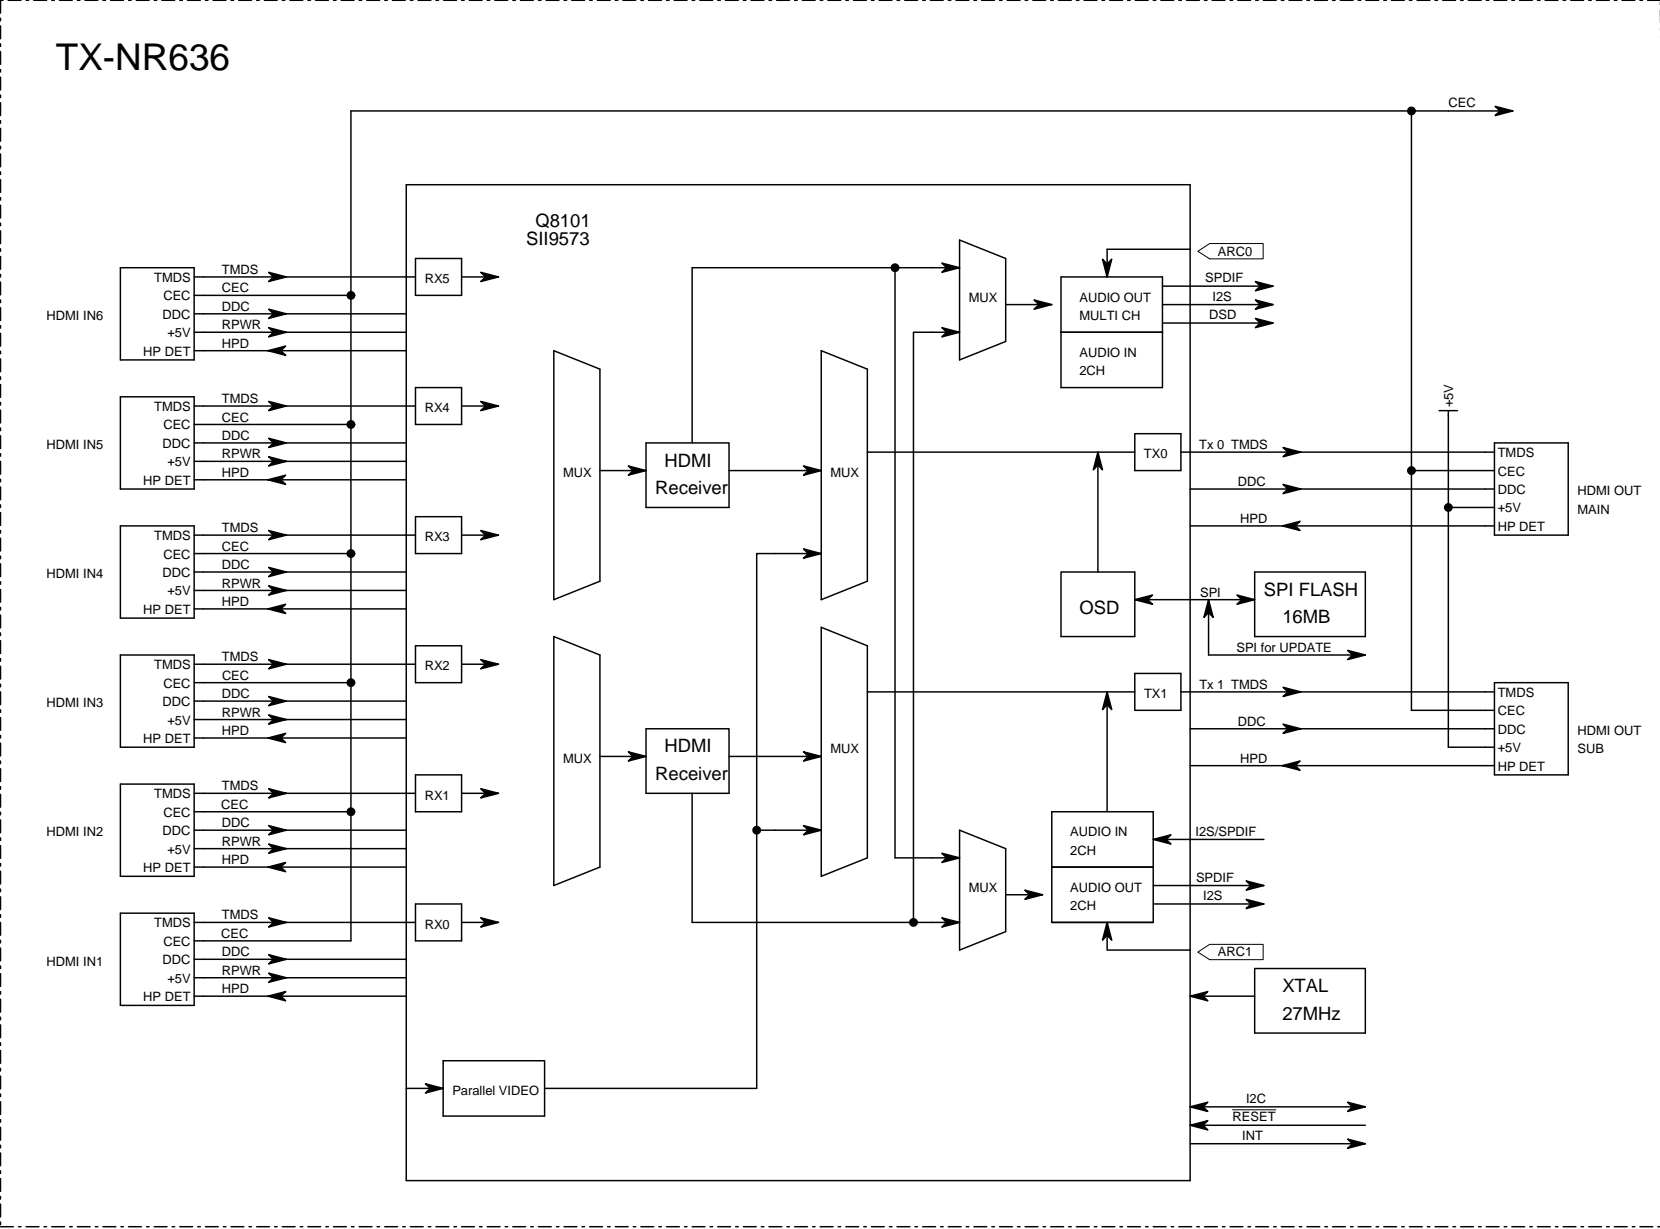 TX-NR636
CEC
Q8101
SII9573
HDMI IN6
TMDS
CEC
DDC
+5V
HP DET
TMDS
CEC
DDC
RPWR
HPD
RX5
HDMI IN5
TMDS
CEC
DDC
+5V
HP DET
TMDS
CEC
DDC
RPWR
HPD
RX4
HDMI IN4
TMDS
CEC
DDC
+5V
HP DET
TMDS
CEC
DDC
RPWR
HPD
RX3
HDMI IN3
TMDS
CEC
DDC
+5V
HP DET
TMDS
CEC
DDC
RPWR
HPD
RX2
HDMI IN2
TMDS
CEC
DDC
+5V
HP DET
TMDS
CEC
DDC
RPWR
HPD
RX1
HDMI IN1
TMDS
CEC
DDC
+5V
HP DET
TMDS
CEC
DDC
RPWR
HPD
RX0
Parallel VIDEO
MUX
HDMI
Receiver
MUX
MUX
HDMI
Receiver
MUX
MUX
AUDIO OUT
MULTI CH
AUDIO IN
2CH
ARC0
SPDIF
I2S
DSD
TX0
Tx 0 TMDS
DDC
HPD
+5V
TMDS
CEC
DDC
+5V
HP DET
HDMI OUT
MAIN
OSD
SPI
SPI FLASH
16MB
SPI for UPDATE
TX1
Tx 1 TMDS
DDC
HPD
TMDS
CEC
DDC
+5V
HP DET
HDMI OUT
SUB
MUX
AUDIO IN
2CH
AUDIO OUT
2CH
I2S/SPDIF
SPDIF
I2S
ARC1
XTAL
27MHz
I2C
RESET
INT